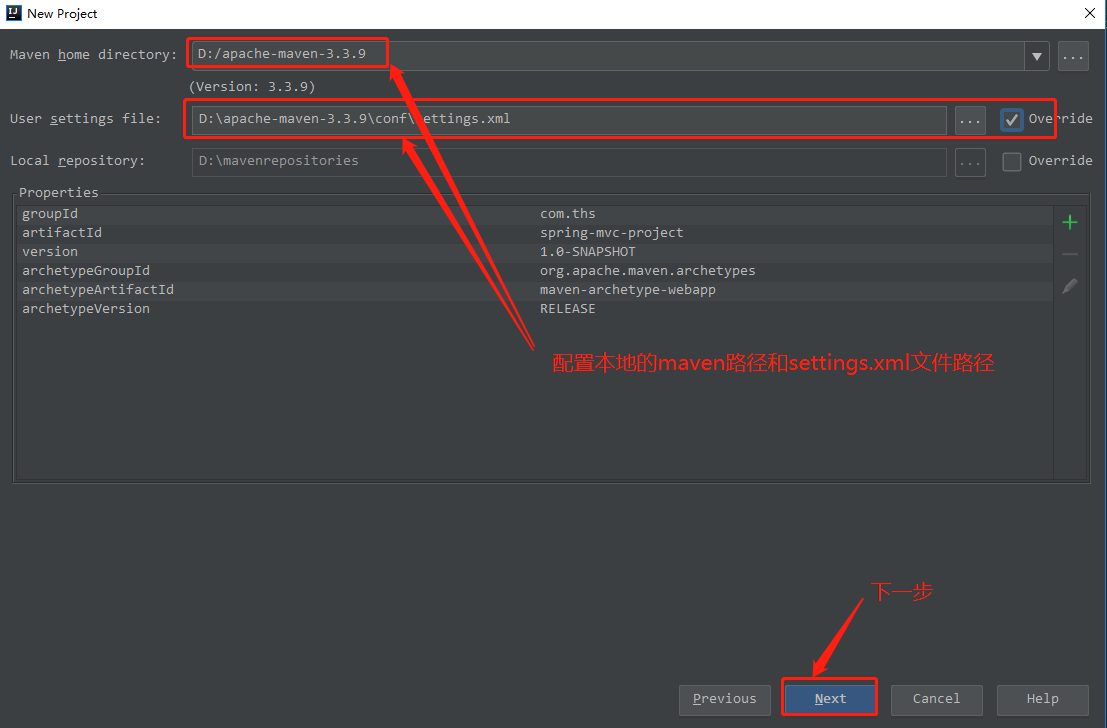 New Project
Maven home directory: D:/apache-maven-3.3.9 ...
(Version: 3.3.9)
User settings file: D:\apache-maven-3.3.9\conf\settings.xml ... Override
Local repository: D:\mavenrepositories ... Override
Properties
groupId com.ths
artifactId spring-mvc-project
version 1.0-SNAPSHOT
archetypeGroupId org.apache.maven.archetypes
archetypeArtifactId maven-archetype-webapp
archetypeVersion RELEASE
配置本地的maven路径和settings.xml文件路径
下一步
Previous Next Cancel Help